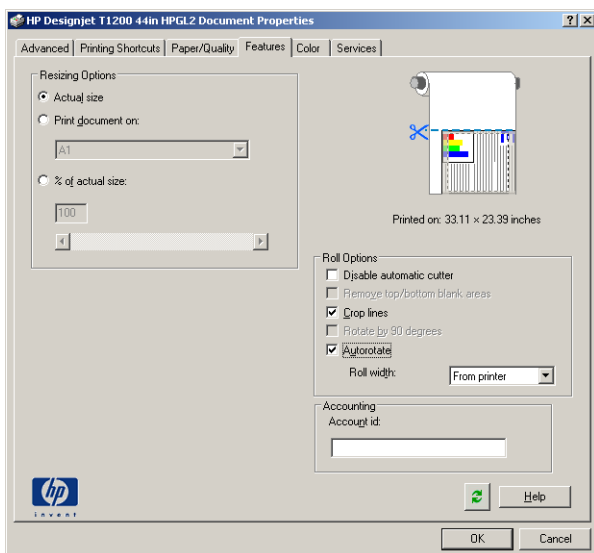 HP Designjet T1200 44in HPGL2 Document Properties
Advanced Printing Shortcuts Paper/Quality Features Color Services
Resizing Options
Actual size
Print document on:
A1
% of actual size:
100
Printed on: 33.11 × 23.39 inches
Roll Options
Disable automatic cutter
Remove top/bottom blank areas
Crop lines
Rotate by 90 degrees
Autorotate
Roll width: From printer
Accounting
Account id:
hp
invent
Help
OK Cancel